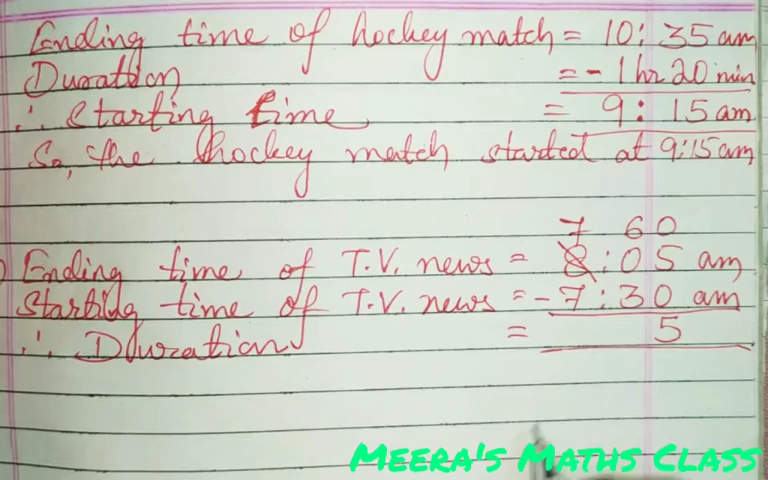 Ending time of hockey match = 10:35 am
Duration = - 1 hr 20 min
∴ Starting time = 9:15 am
So, the hockey match started at 9:15 am
7 60
) Ending time of T.V. news = 8:05 am
Starting time of T.V. news = - 7:30 am
∴ Duration = 5
MEERA'S MATHS CLASS